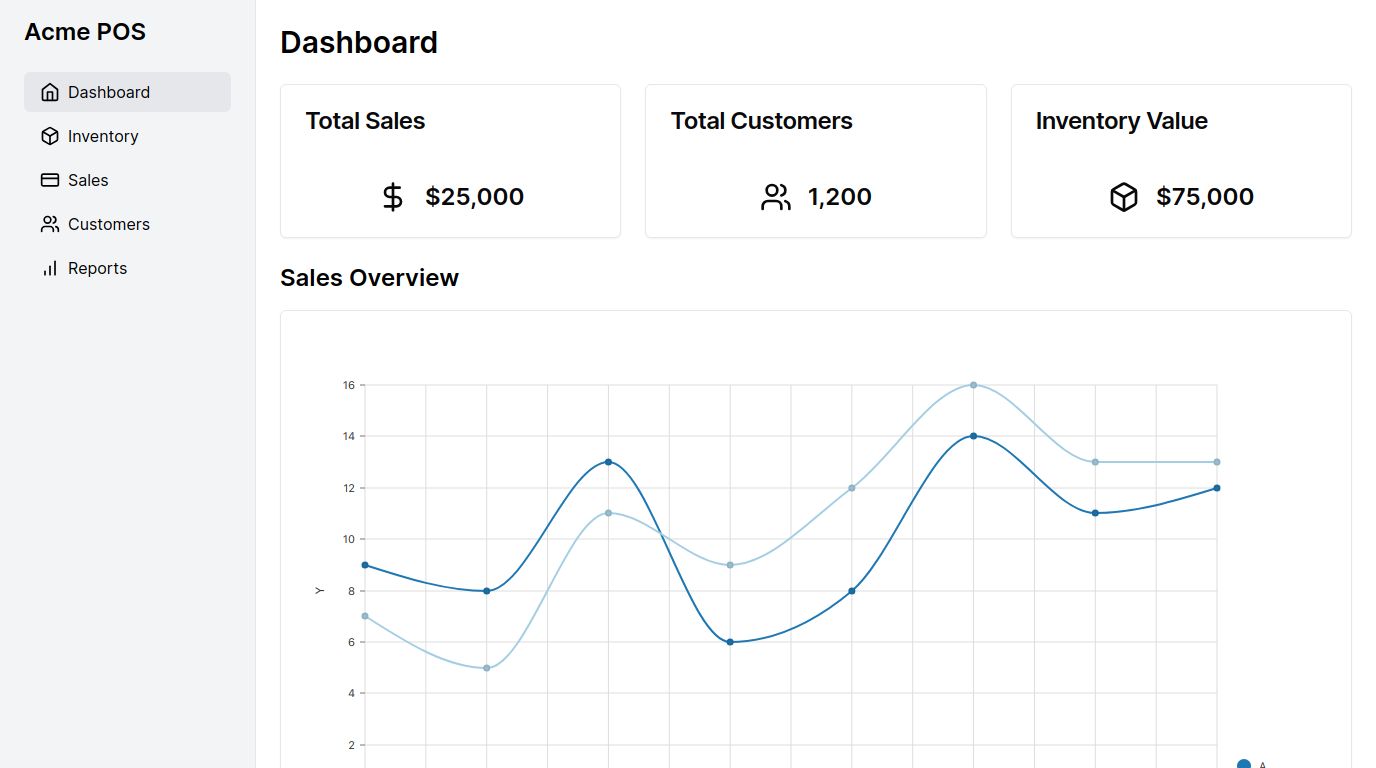 Acme POS
Dashboard
Inventory
Sales
Customers
Reports
Dashboard
Total Sales
$25,000
Total Customers
1,200
Inventory Value
$75,000
Sales Overview
16
14
12
10
8
6
4
2
Y
A